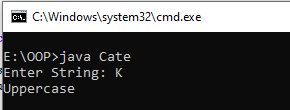 C:\Windows\system32\cmd.exe
E:\OOP>java Cate
Enter String: K
Uppercase